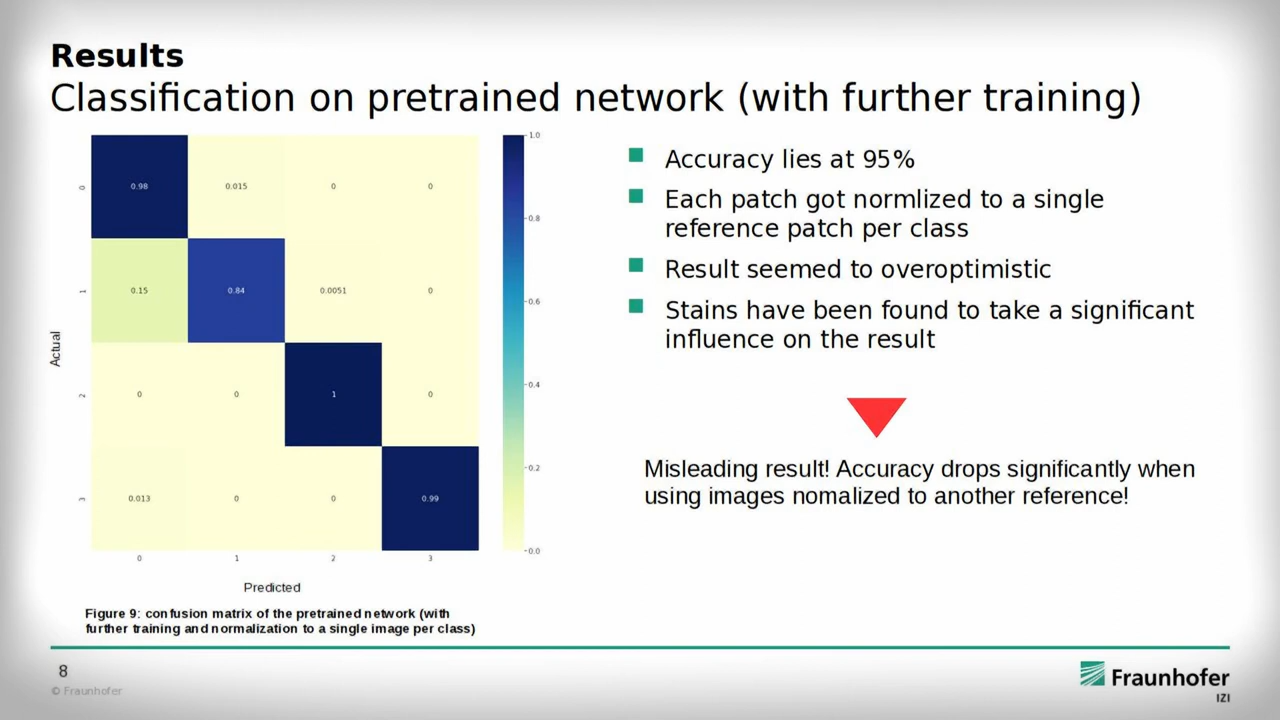 Results
Classification on pretrained network (with further training)
1.0
0.98 0.015 0 0
0
0.8
0.15 0.84 0.0051 0
1
0.6
Actual
0 0 1 0
2
0.4
0.2
0.013 0 0 0.99
3
0.0
0 1 2 3
Predicted
Figure 9: confusion matrix of the pretrained network (with
further training and normalization to a single image per class)
Accuracy lies at 95%
Each patch got normlized to a single
reference patch per class
Result seemed to overoptimistic
Stains have been found to take a significant
influence on the result
Misleading result! Accuracy drops significantly when
using images nomalized to another reference!
8
© Fraunhofer
Fraunhofer
IZI